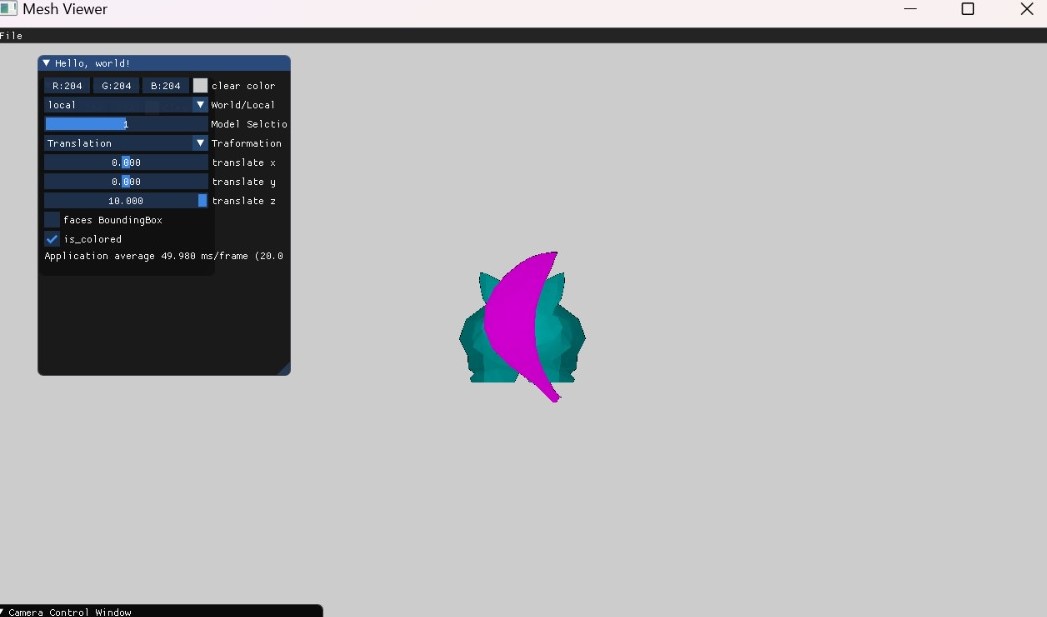 Mesh Viewer
File
Hello, world!
R:204 G:204 B:204 clear color
local World/Local
1 Model Selctio
Translation Traformation
0.000 translate x
0.000 translate y
10.000 translate z
faces BoundingBox
is_colored
Application average 49.980 ms/frame (20.0
Camera Control Window